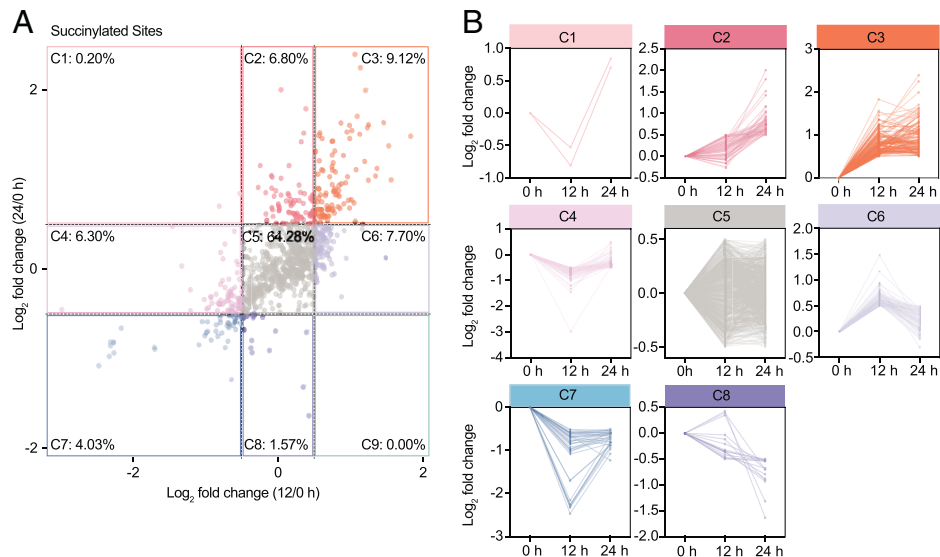 A
Succinylated Sites
C1: 0.20%
C2: 6.80%
C3: 9.12%
C4: 6.30%
C5: 64.28%
C6: 7.70%
C7: 4.03%
C8: 1.57%
C9: 0.00%
2
0
-2
-2
0
2
Log2 fold change (24/0 h)
Log2 fold change (12/0 h)
B
C1
Log2 fold change
1.0
0.5
0.0
-0.5
-1.0
0 h 12 h 24 h
C2
2.5
2.0
1.5
1.0
0.5
0.0
-0.5
0 h 12 h 24 h
C3
3
2
1
0
0 h 12 h 24 h
C4
Log2 fold change
1
0
-1
-2
-3
-4
0 h 12 h 24 h
C5
0.5
0.0
-0.5
0 h 12 h 24 h
C6
2.0
1.5
1.0
0.5
0.0
-0.5
0 h 12 h 24 h
C7
Log2 fold change
0
-1
-2
-3
0 h 12 h 24 h
C8
0.5
0.0
-0.5
-1.0
-1.5
-2.0
0 h 12 h 24 h